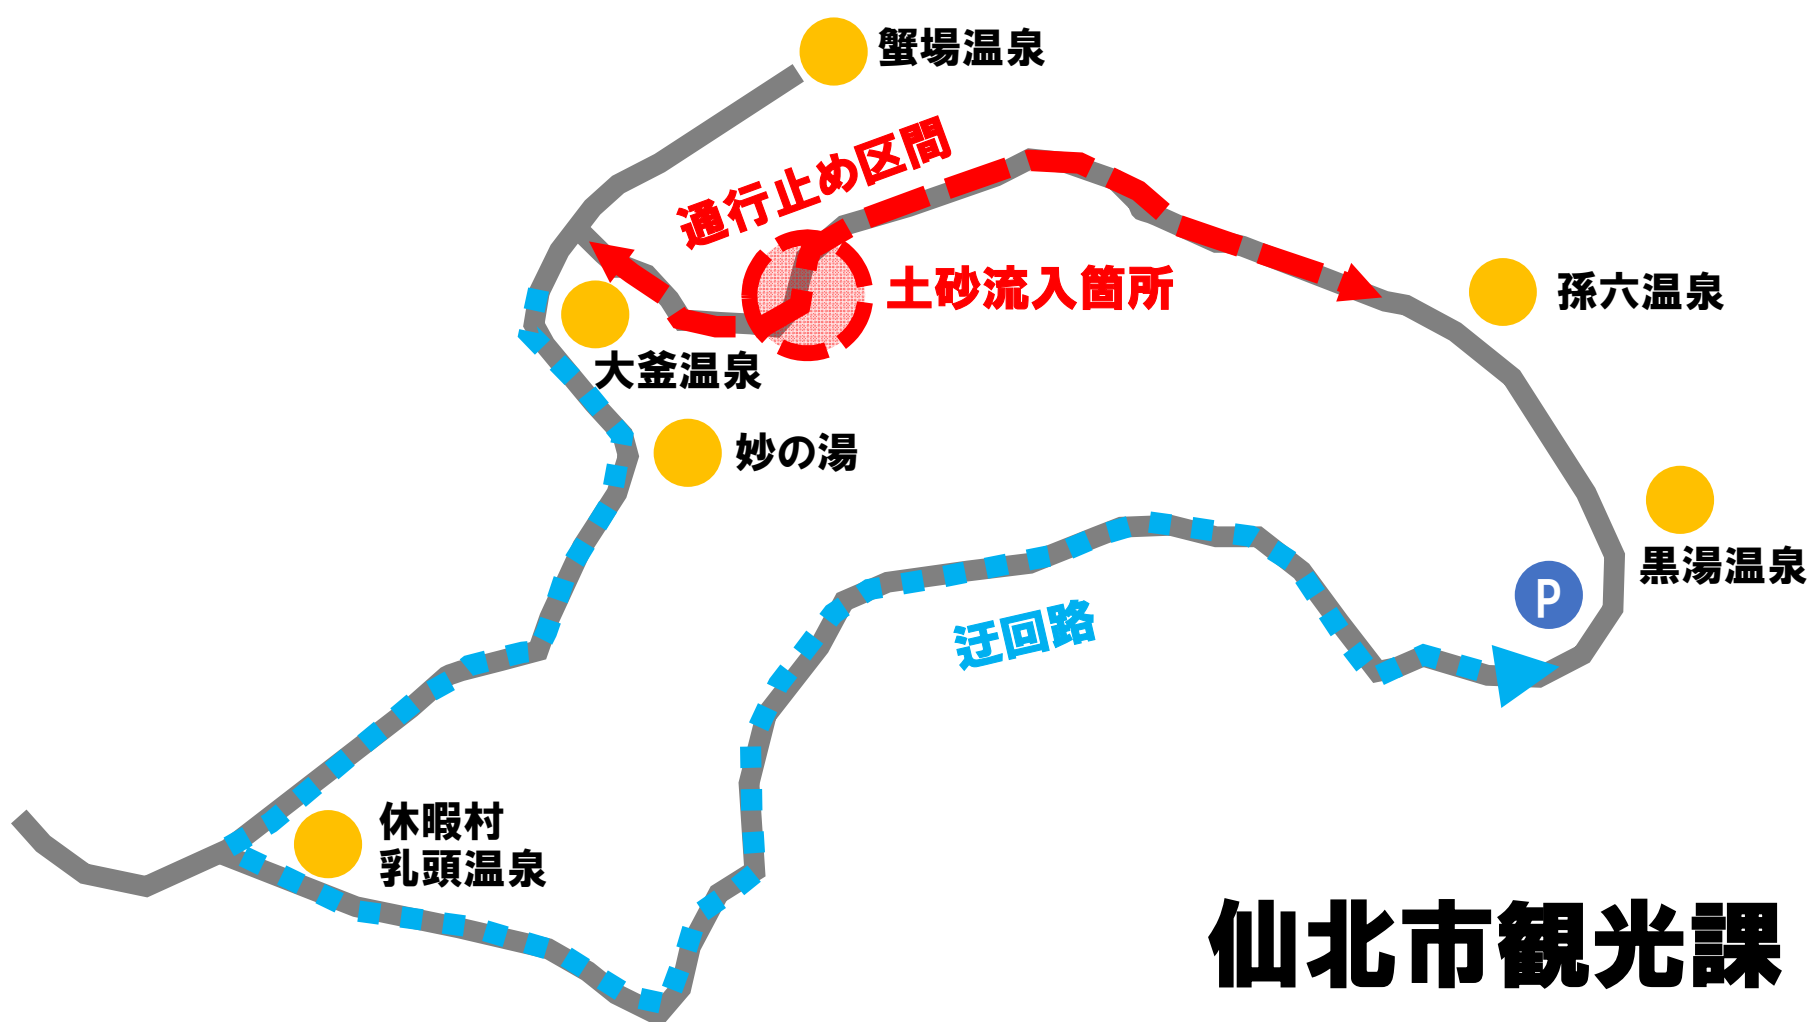 蟹場温泉
通行止め区間
土砂流入箇所
孫六温泉
大釜温泉
妙の湯
黒湯温泉
P
迂回路
休暇村
乳頭温泉
仙北市観光課